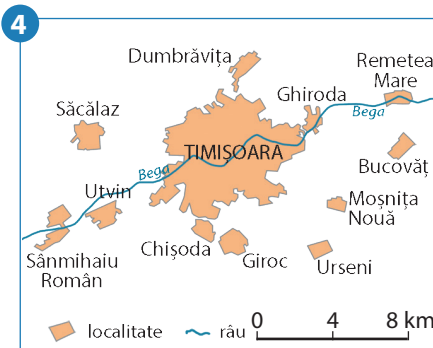 4
Dumbrăvița
Remetea
Mare
Ghiroda
Bega
Săcălaz
TIMIȘOARA
Bega
Bucovăț
Utvin
Moșnița
Nouă
Chișoda
Giroc
Urseni
Sânmihaiu
Român
localitate
râu
0 4 8 km